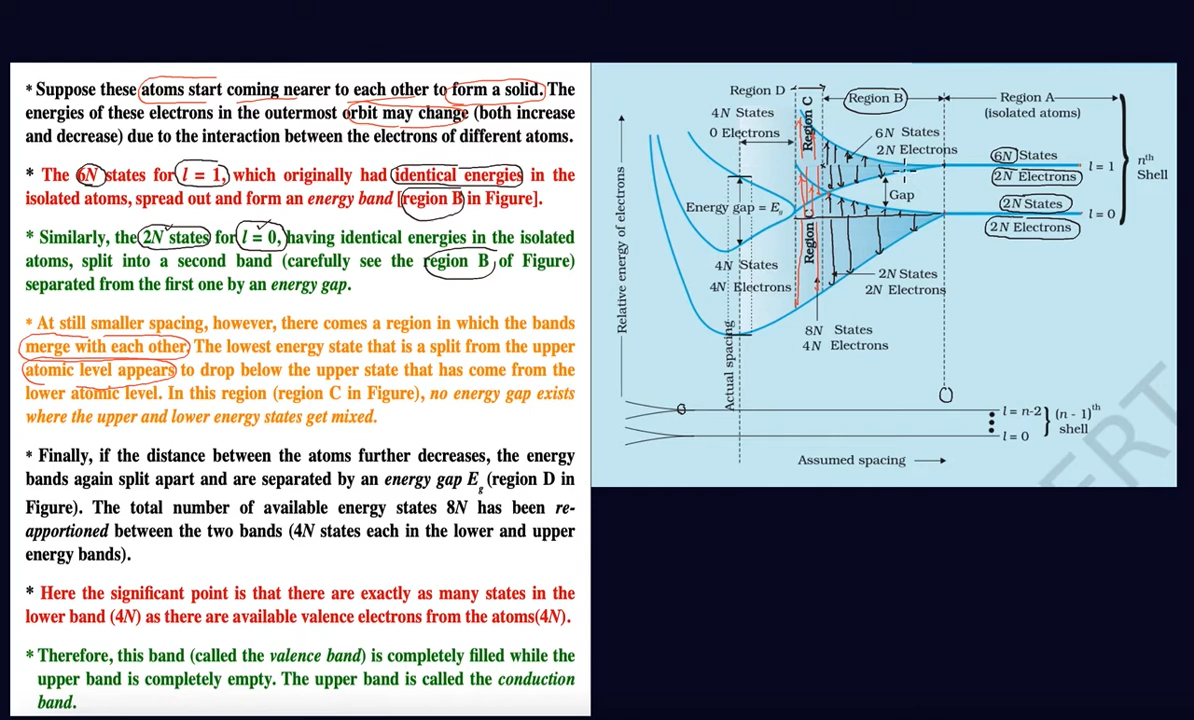 * Suppose these atoms start coming nearer to each other to form a solid. The
energies of these electrons in the outermost orbit may change (both increase
and decrease) due to the interaction between the electrons of different atoms.
* The 6N states for l = 1, which originally had identical energies in the
isolated atoms, spread out and form an energy band [region B in Figure].
* Similarly, the 2N states for l = 0, having identical energies in the isolated
atoms, split into a second band (carefully see the region B of Figure)
separated from the first one by an energy gap.
* At still smaller spacing, however, there comes a region in which the bands
merge with each other. The lowest energy state that is a split from the upper
atomic level appears to drop below the upper state that has come from the
lower atomic level. In this region (region C in Figure), no energy gap exists
where the upper and lower energy states get mixed.
* Finally, if the distance between the atoms further decreases, the energy
bands again split apart and are separated by an energy gap Eg (region D in
Figure). The total number of available energy states 8N has been re-
apportioned between the two bands (4N states each in the lower and upper
energy bands).
* Here the significant point is that there are exactly as many states in the
lower band (4N) as there are available valence electrons from the atoms(4N).
* Therefore, this band (called the valence band) is completely filled while the
upper band is completely empty. The upper band is called the conduction
band.
Region D
Region B
Region A
(isolated atoms)
4N States
0 Electrons
Region C
6N States
2N Electrons
6N States
2N Electrons
l = 1
nth
Shell
Gap
2N States
2N Electrons
l = 0
Energy gap = Eg
Region C
4N States
4N Electrons
2N States
2N Electrons
8N States
4N Electrons
Relative energy of electrons
Actual spacing
l = n-2
(n - 1)th
shell
l = 0
Assumed spacing
ERT